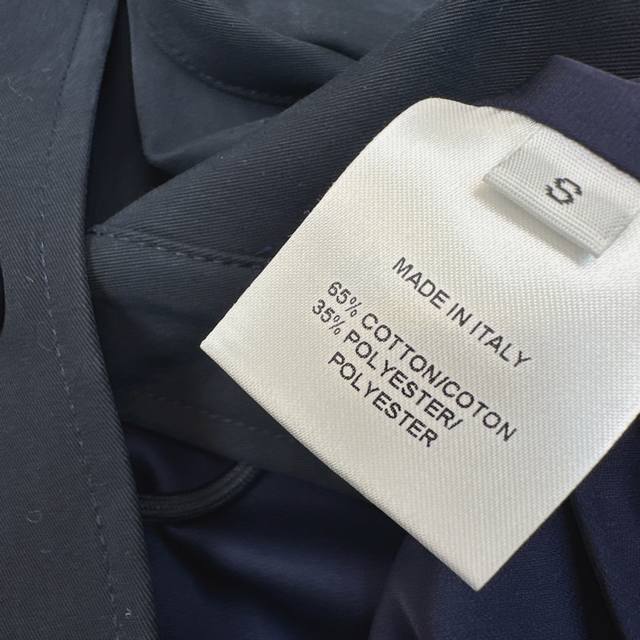 S
MADE IN ITALY
65% COTTON/COTON
35% POLYESTER/
POLYESTER